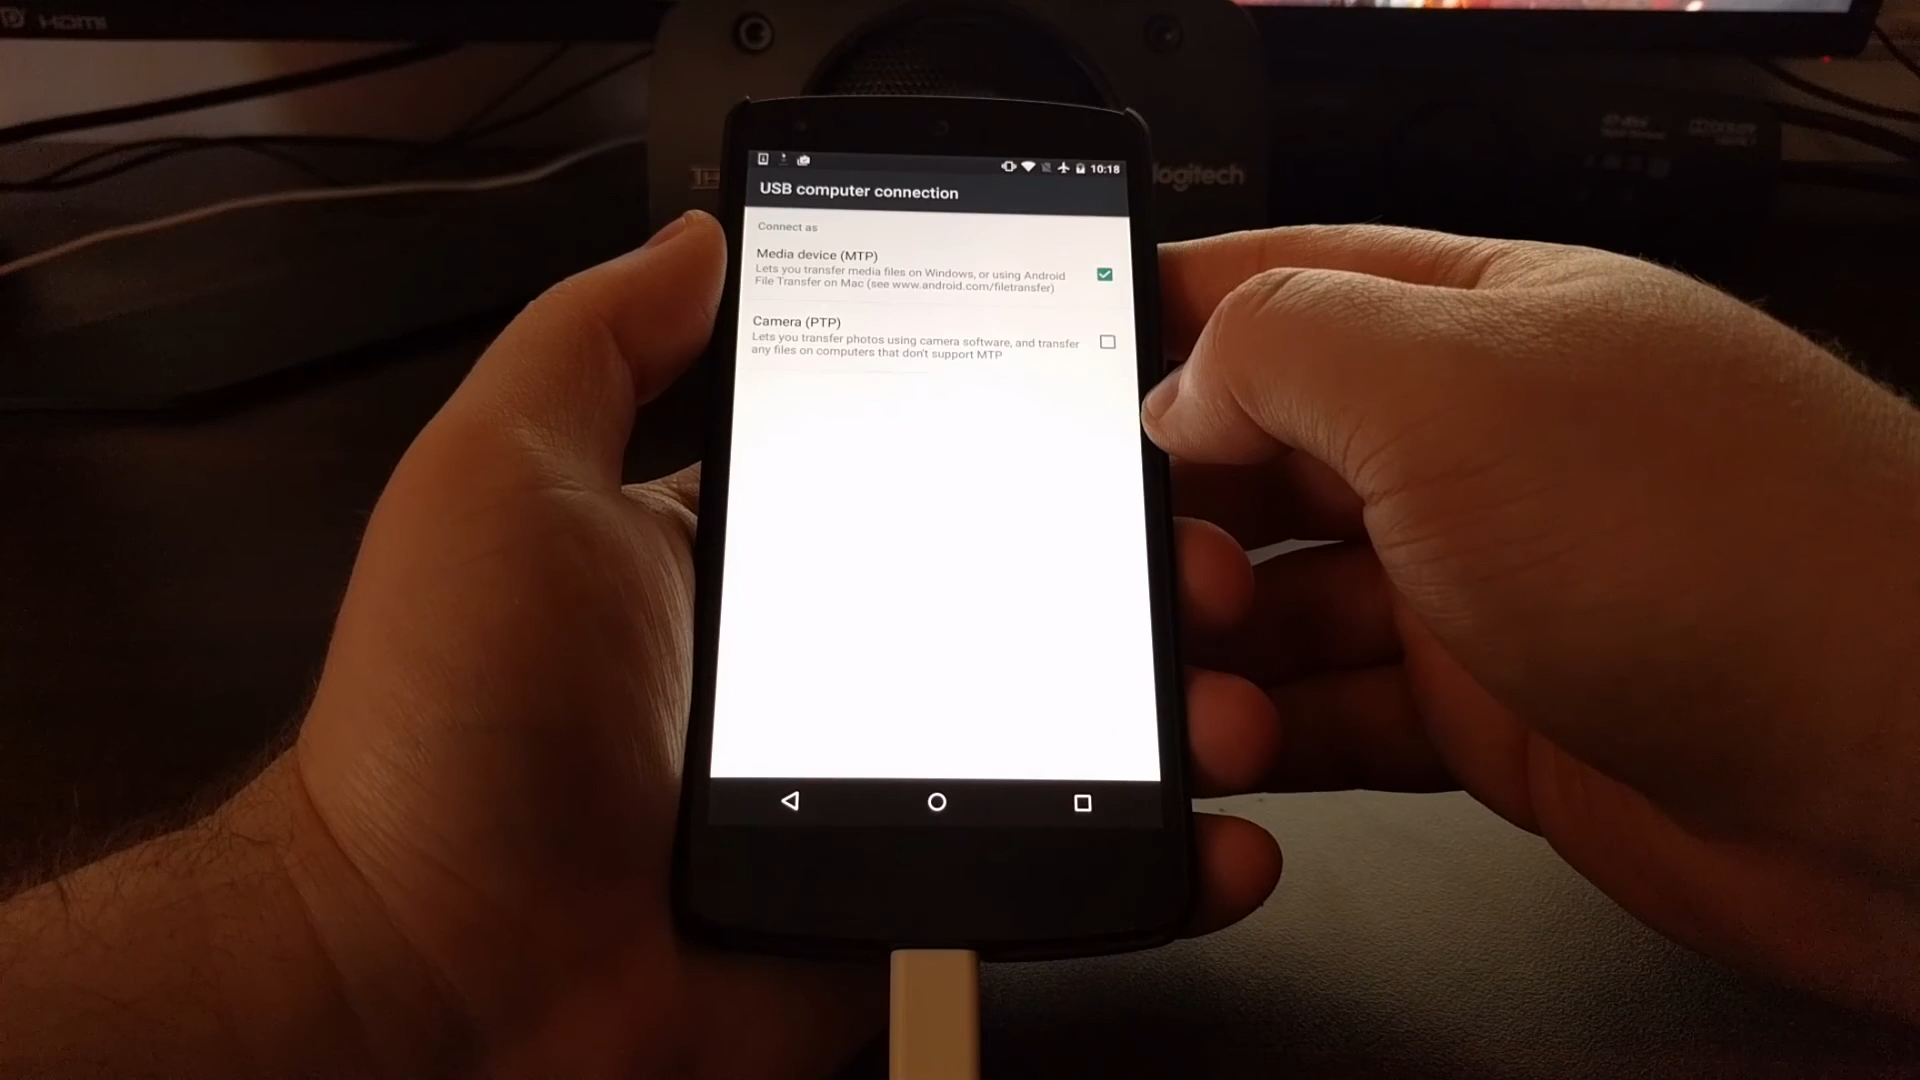 HDMI
10:18
logitech
USB computer connection
Connect as
Media device (MTP)
Lets you transfer media files on Windows, or using Android
File Transfer on Mac (see www.android.com/filetransfer)
Camera (PTP)
Lets you transfer photos using camera software, and transfer
any files on computers that don't support MTP